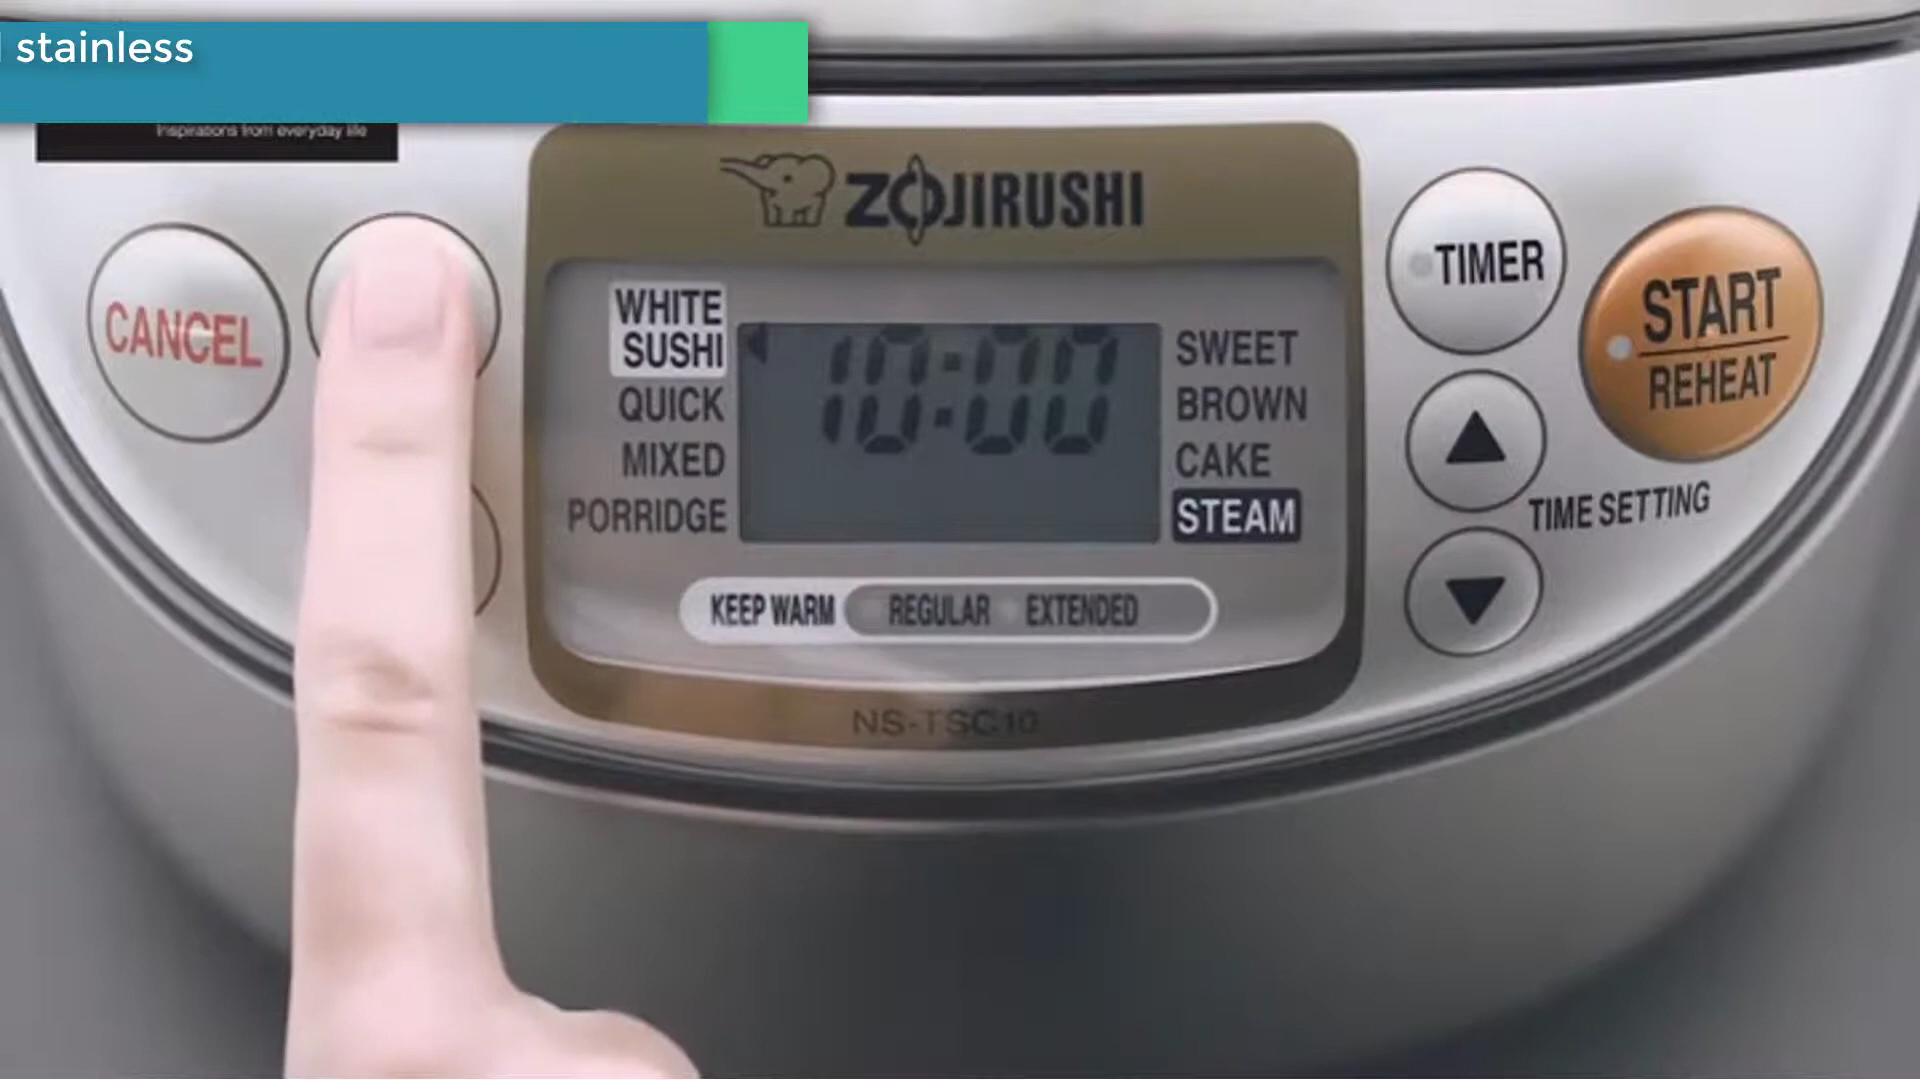 stainless
Inspirations from everyday life
ZOJIRUSHI
CANCEL
WHITE
SUSHI
QUICK
MIXED
PORRIDGE
10:00
SWEET
BROWN
CAKE
STEAM
KEEP WARM REGULAR EXTENDED
NS-TSC10
TIMER
START
REHEAT
TIME SETTING